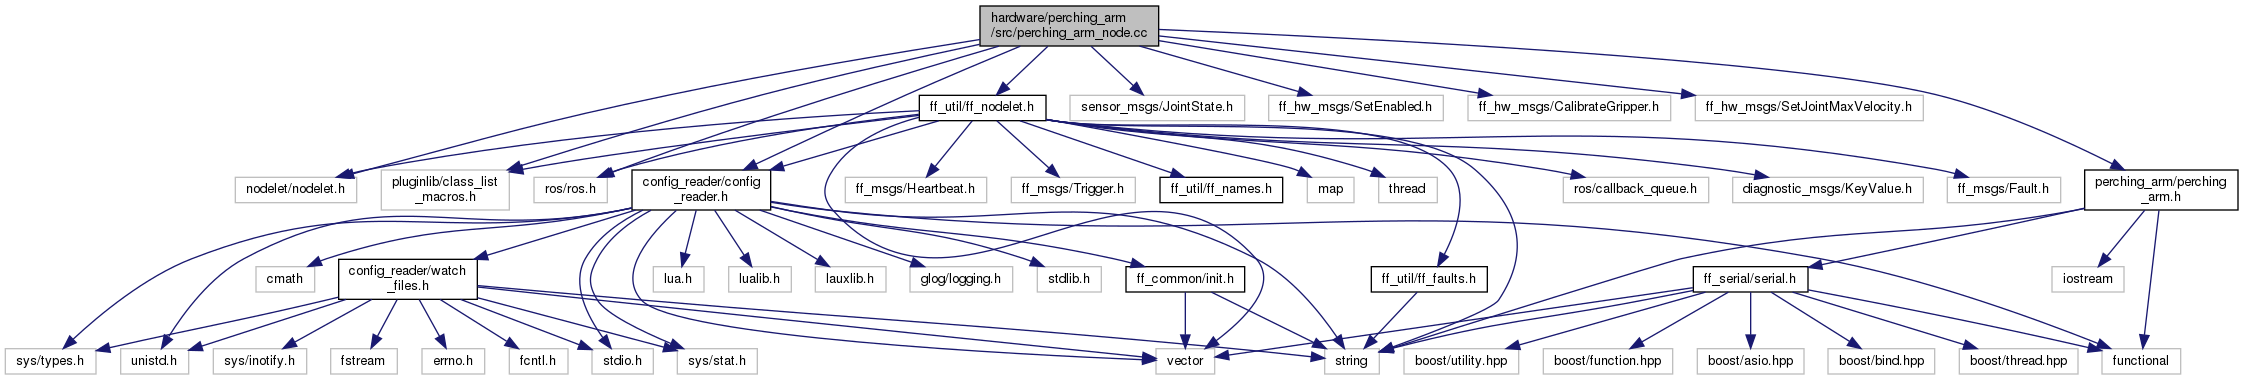 hardware/perching_arm
/src/perching_arm_node.cc
ff_util/ff_nodelet.h
sensor_msgs/JointState.h
ff_hw_msgs/SetEnabled.h
ff_hw_msgs/CalibrateGripper.h
ff_hw_msgs/SetJointMaxVelocity.h
nodelet/nodelet.h
pluginlib/class_list
_macros.h
ros/ros.h
config_reader/config
_reader.h
ff_msgs/Heartbeat.h
ff_msgs/Trigger.h
ff_util/ff_names.h
map
thread
ros/callback_queue.h
diagnostic_msgs/KeyValue.h
ff_msgs/Fault.h
perching_arm/perching
_arm.h
cmath
config_reader/watch
_files.h
lua.h
lualib.h
lauxlib.h
glog/logging.h
stdlib.h
ff_common/init.h
ff_util/ff_faults.h
ff_serial/serial.h
iostream
sys/types.h
unistd.h
sys/inotify.h
fstream
errno.h
fcntl.h
stdio.h
sys/stat.h
vector
string
boost/utility.hpp
boost/function.hpp
boost/asio.hpp
boost/bind.hpp
boost/thread.hpp
functional